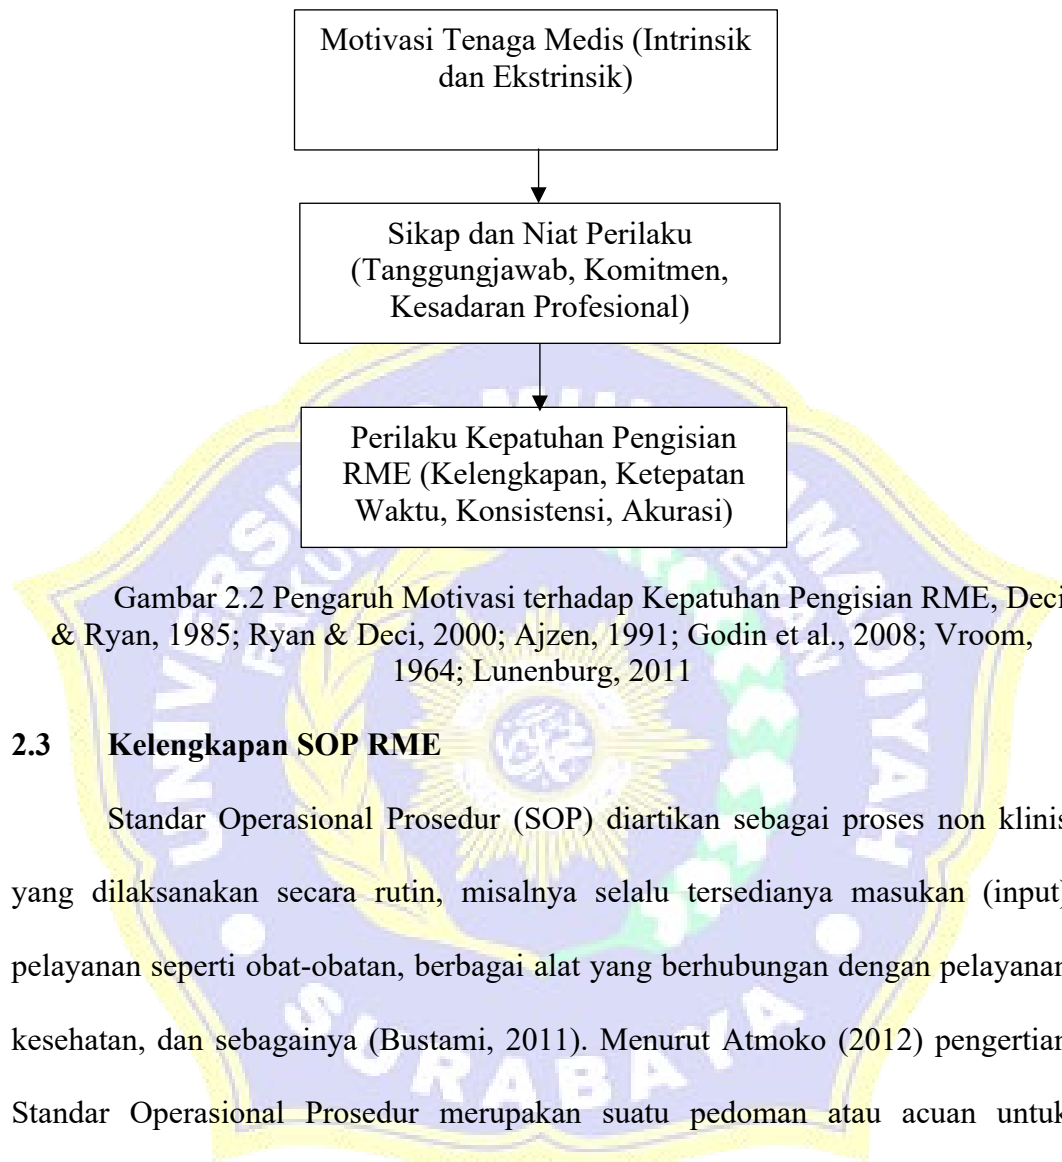 Motivasi Tenaga Medis (Intrinsik
dan Ekstrinsik)
Sikap dan Niat Perilaku
(Tanggungjawab, Komitmen,
Kesadaran Profesional)
Perilaku Kepatuhan Pengisian
RME (Kelengkapan, Ketepatan
Waktu, Konsistensi, Akurasi)
Gambar 2.2 Pengaruh Motivasi terhadap Kepatuhan Pengisian RME, Deci
& Ryan, 1985; Ryan & Deci, 2000; Ajzen, 1991; Godin et al., 2008; Vroom,
1964; Lunenburg, 2011
2.3 Kelengkapan SOP RME
Standar Operasional Prosedur (SOP) diartikan sebagai proses non klinis
yang dilaksanakan secara rutin, misalnya selalu tersedianya masukan (input)
pelayanan seperti obat-obatan, berbagai alat yang berhubungan dengan pelayanan
kesehatan, dan sebagainya (Bustami, 2011). Menurut Atmoko (2012) pengertian
Standar Operasional Prosedur merupakan suatu pedoman atau acuan untuk
SURABAYA